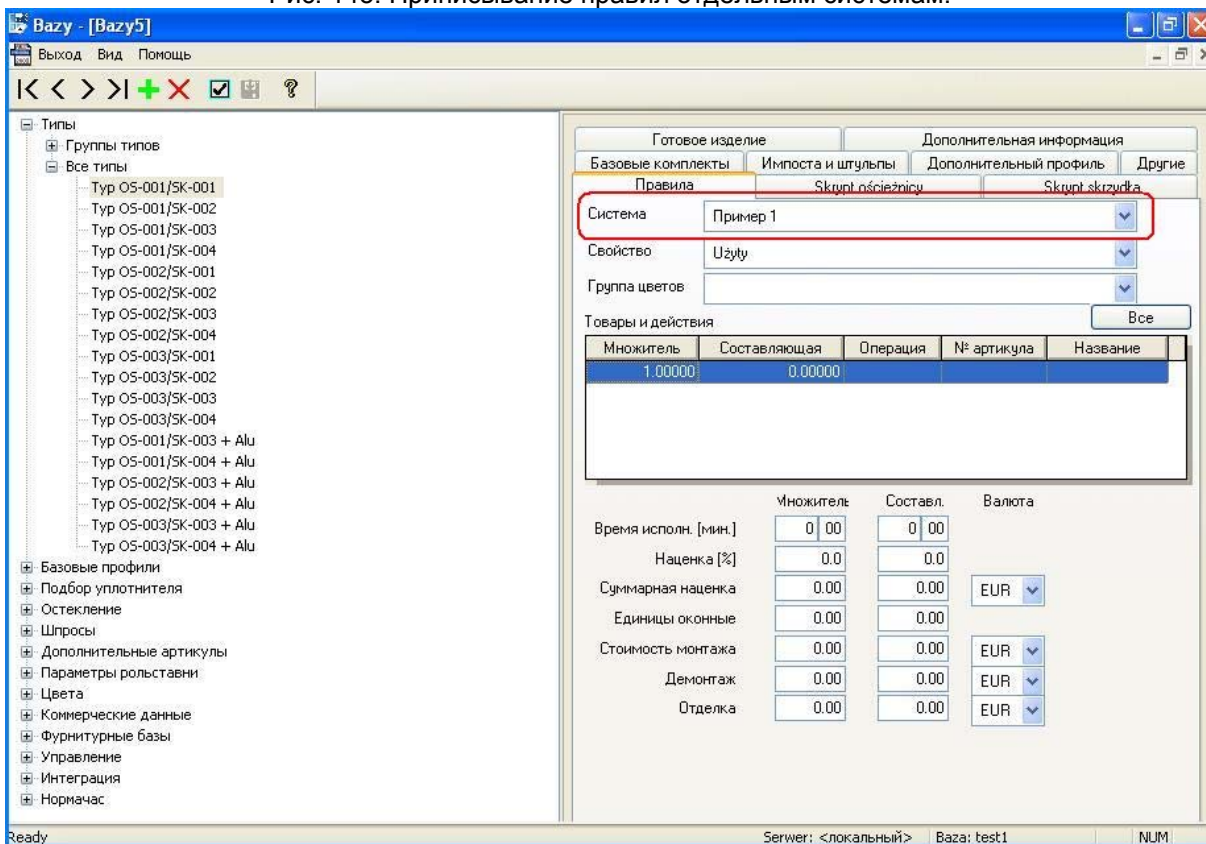 Приписывание правил отдельным системам.
Bazy - [Bazy5]
Выход Вид Помощь
Типы
Группы типов
Все типы
Typ OS-001/SK-001
Typ OS-001/SK-002
Typ OS-001/SK-003
Typ OS-001/SK-004
Typ OS-002/SK-001
Typ OS-002/SK-002
Typ OS-002/SK-003
Typ OS-002/SK-004
Typ OS-003/SK-001
Typ OS-003/SK-002
Typ OS-003/SK-003
Typ OS-003/SK-004
Typ OS-001/SK-003 + Alu
Typ OS-001/SK-004 + Alu
Typ OS-002/SK-003 + Alu
Typ OS-002/SK-004 + Alu
Typ OS-003/SK-003 + Alu
Typ OS-003/SK-004 + Alu
Базовые профили
Подбор уплотнителя
Остекление
Шпросы
Дополнительные артикулы
Параметры рольставни
Цвета
Коммерческие данные
Фурнитурные базы
Управление
Интеграция
Нормачас
Готовое изделие Дополнительная информация
Базовые комплекты Импоста и штульпы Дополнительный профиль Другие
Правила Skrypt ościeżnicy Skrypt skrzydła
Система Пример 1
Свойство Użyty
Группа цветов
Товары и действия Все
Множитель Составляющая Операция № артикула Название
1.00000 0.00000
Множитель Составл. Валюта
Время исполн. [мин.] 0 00 0 00
Наценка [%] 0.0 0.0
Суммарная наценка 0.00 0.00 EUR
Единицы оконные 0.00 0.00
Стоимость монтажа 0.00 0.00 EUR
Демонтаж 0.00 0.00 EUR
Отделка 0.00 0.00 EUR
Ready Serwer: <локальный> Baza: test1 NUM